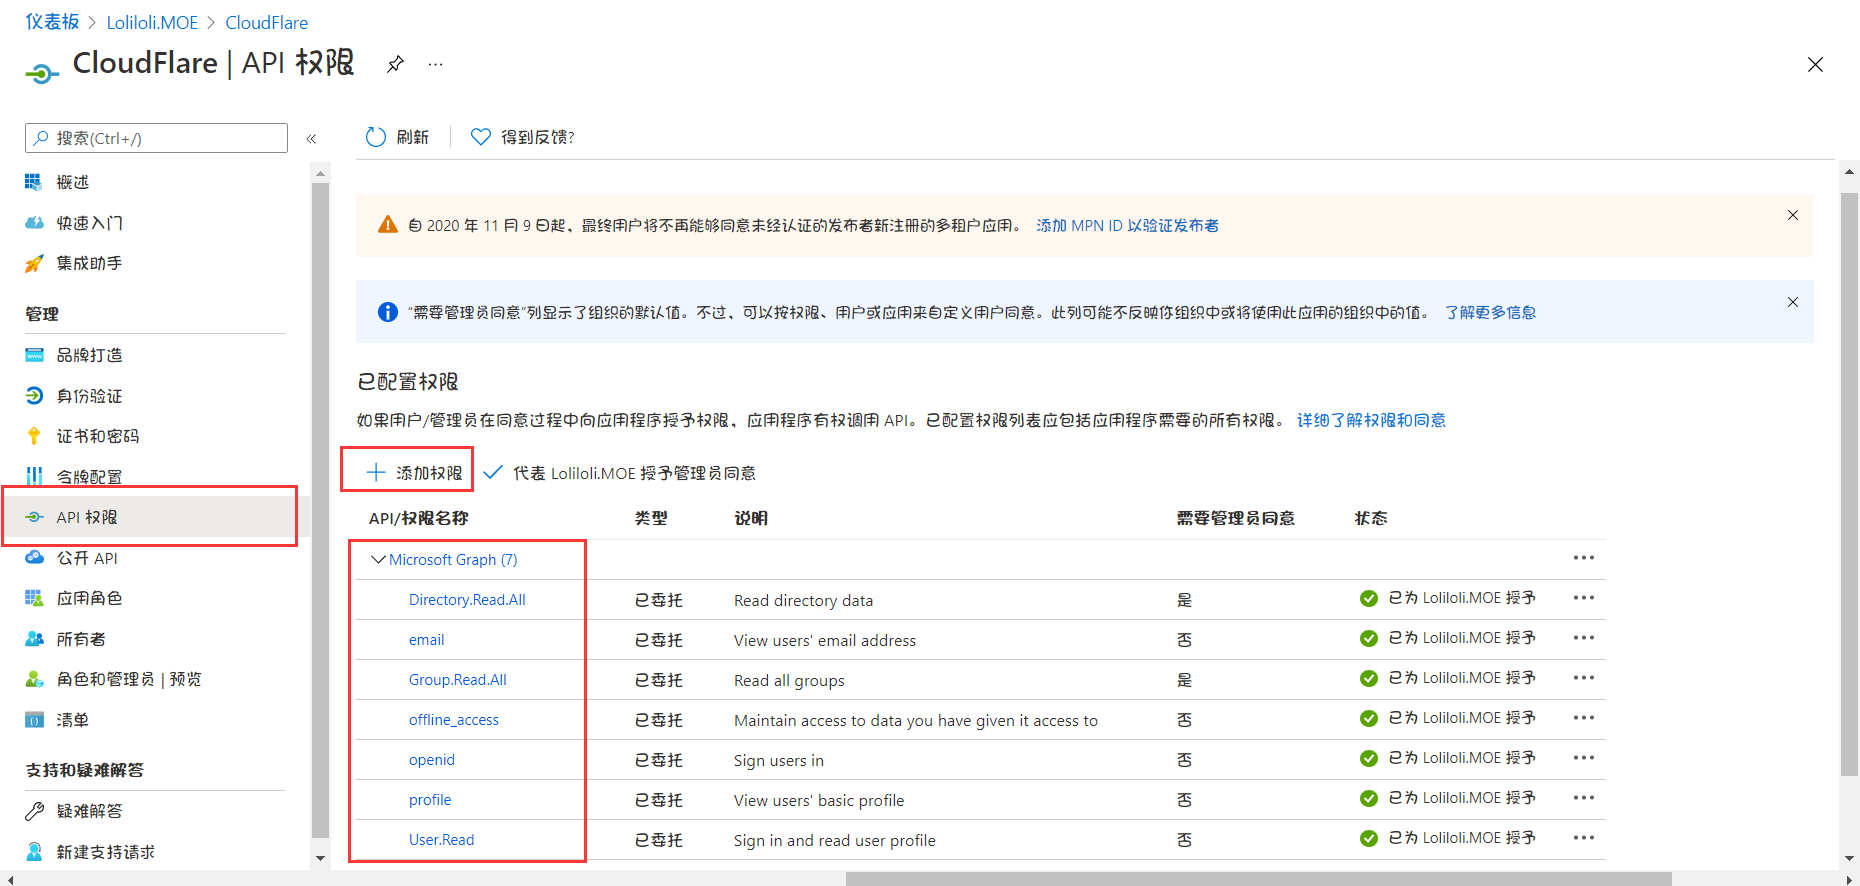 仪表板 > Loliloli.MOE > CloudFlare
CloudFlare | API 权限
搜索(Ctrl+/)
概述
快速入门
集成助手
管理
品牌打造
身份验证
证书和密码
令牌配置
API 权限
公开 API
应用角色
所有者
角色和管理员 | 预览
清单
支持和疑难解答
疑难解答
新建支持请求
刷新 得到反馈?
自 2020 年 11 月 9 日起，最终用户将不再能够同意未经认证的发布者新注册的多租户应用。 添加 MPN ID 以验证发布者
“需要管理员同意”列显示了组织的默认值。不过，可以按权限、用户或应用来自定义用户同意。此列可能不反映你组织中或将使用此应用的组织中的值。 了解更多信息
已配置权限
如果用户/管理员在同意过程中向应用程序授予权限，应用程序有权调用 API。已配置权限列表应包括应用程序需要的所有权限。 详细了解权限和同意
添加权限 代表 Loliloli.MOE 授予管理员同意
API/权限名称 类型 说明 需要管理员同意 状态
Microsoft Graph (7)
Directory.Read.All 已委托 Read directory data 是 已为 Loliloli.MOE 授予
email 已委托 View users' email address 否 已为 Loliloli.MOE 授予
Group.Read.All 已委托 Read all groups 是 已为 Loliloli.MOE 授予
offline_access 已委托 Maintain access to data you have given it access to 否 已为 Loliloli.MOE 授予
openid 已委托 Sign users in 否 已为 Loliloli.MOE 授予
profile 已委托 View users' basic profile 否 已为 Loliloli.MOE 授予
User.Read 已委托 Sign in and read user profile 否 已为 Loliloli.MOE 授予